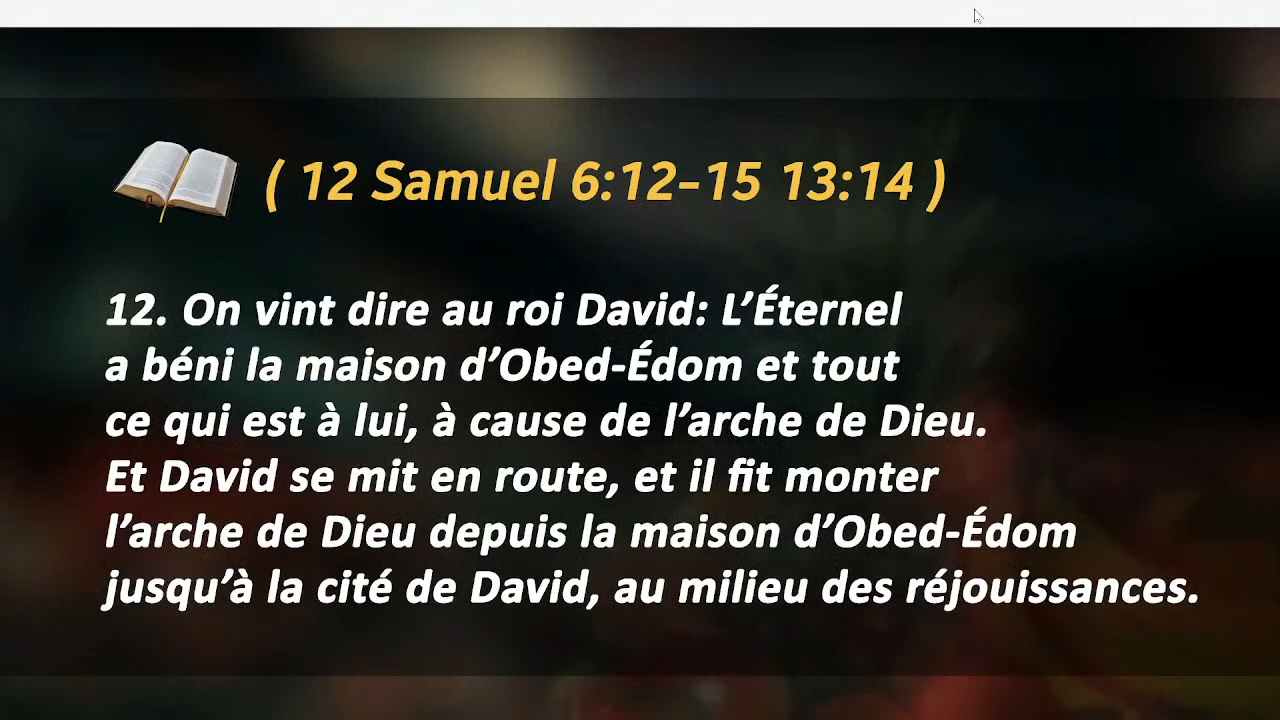 ( 12 Samuel 6:12-15 13:14 )
12. On vint dire au roi David: L’Éternel
a béni la maison d’Obed-Édom et tout
ce qui est à lui, à cause de l’arche de Dieu.
Et David se mit en route, et il fit monter
l’arche de Dieu depuis la maison d’Obed-Édom
jusqu’à la cité de David, au milieu des réjouissances.